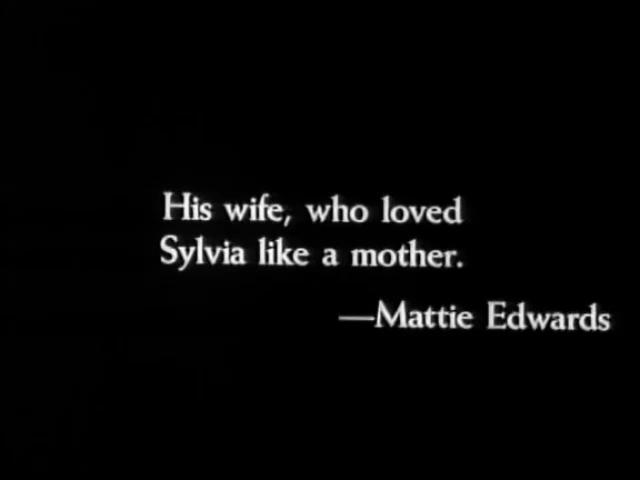 His wife, who loved
Sylvia like a mother.
—Mattie Edwards